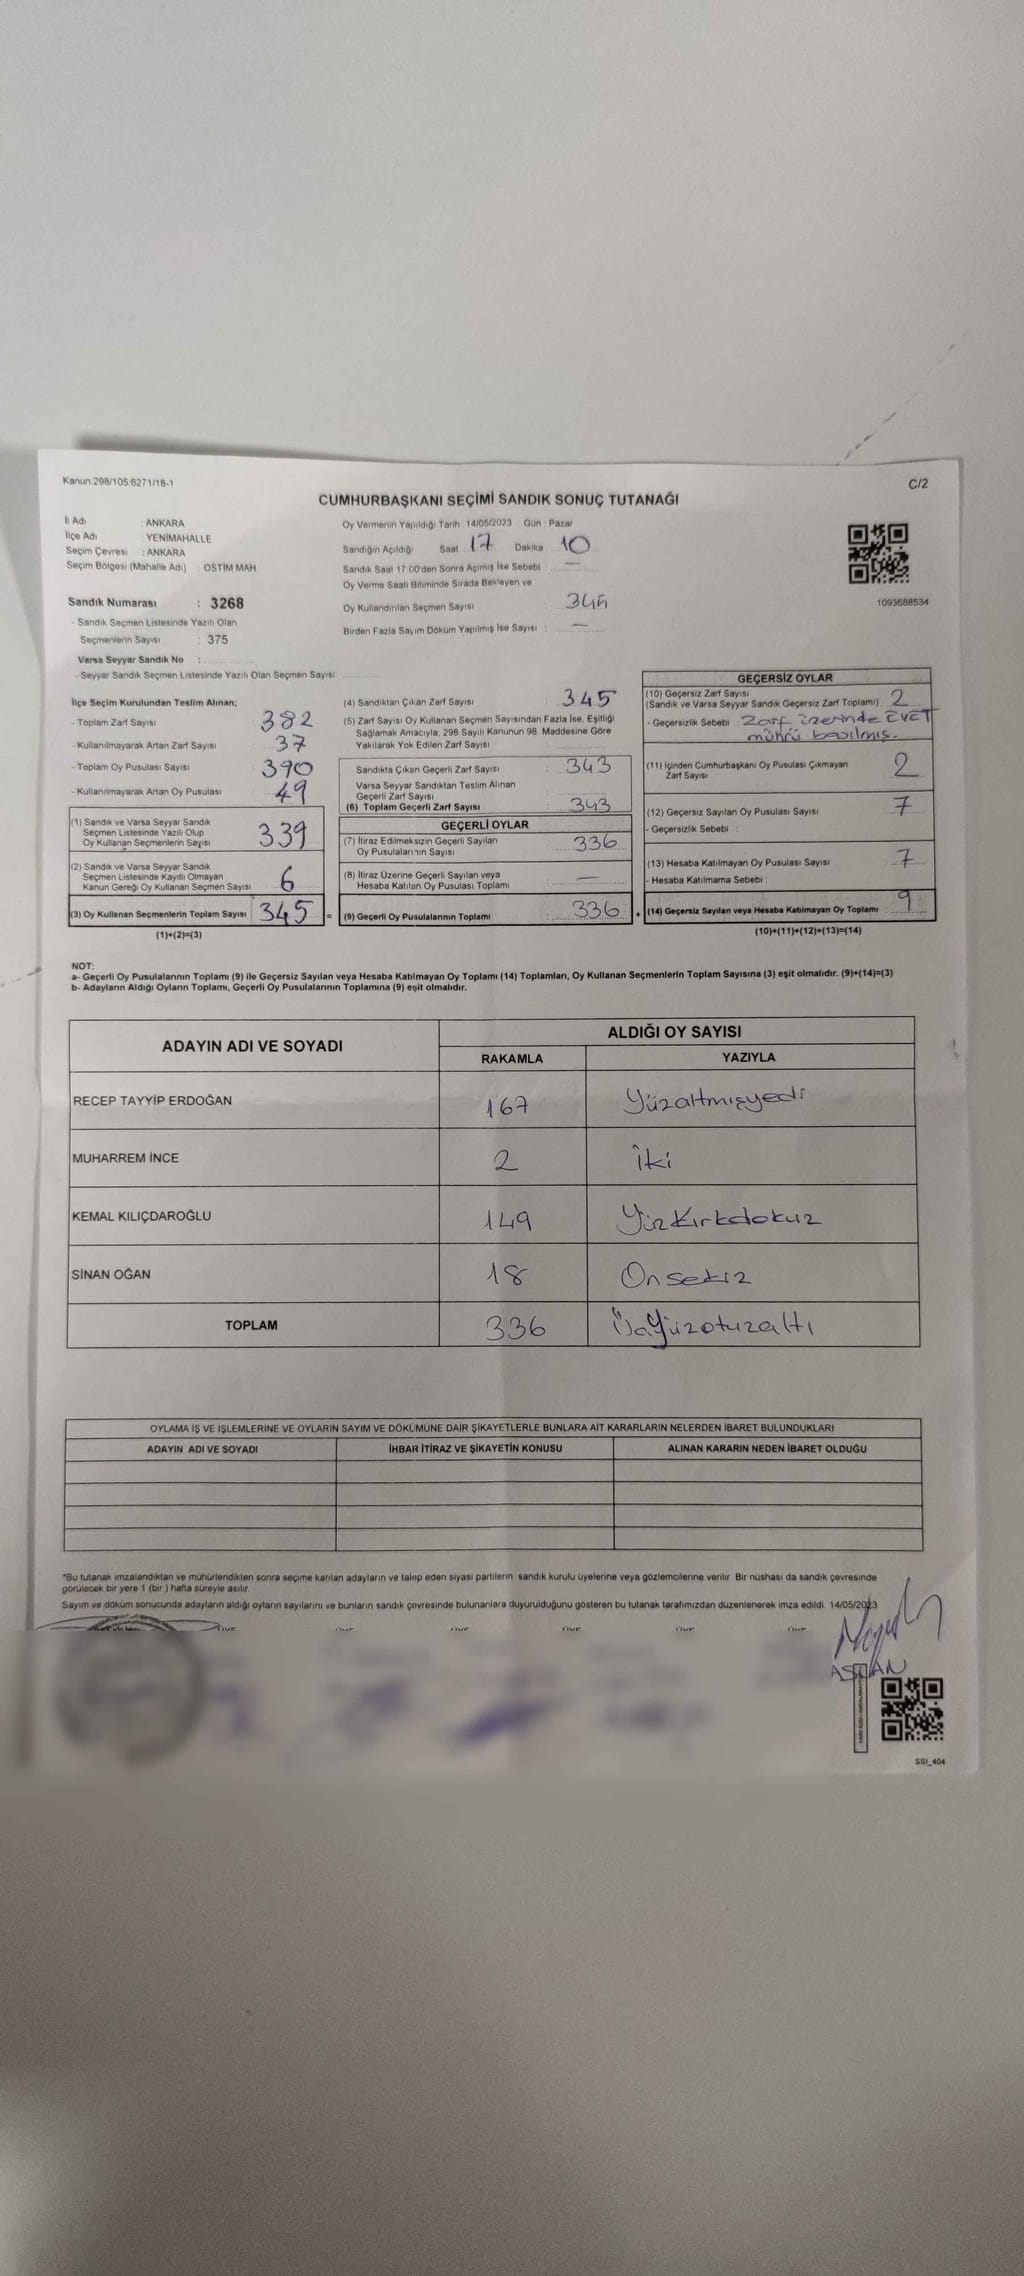 Kanun:298/105;6271/18-1
C/2
CUMHURBAŞKANI SEÇİMİ SANDIK SONUÇ TUTANAĞI
İl Adı : ANKARA
İlçe Adı : YENİMAHALLE
Seçim Çevresi : ANKARA
Seçim Bölgesi (Mahalle Adı) : OSTİM MAH
Sandık Numarası : 3268
- Sandık Seçmen Listesinde Yazılı Olan
Seçmenlerin Sayısı : 375
Varsa Seyyar Sandık No :
- Seyyar Sandık Seçmen Listesinde Yazılı Olan Seçmen Sayısı:
Oy Vermenin Yapıldığı Tarih 14/05/2023 Gün : Pazar
Sandığın Açıldığı Saat 17 Dakika 10
Sandık Saat 17.00'den Sonra Açımış İse Sebebi : —
Oy Verme Saati Bitiminde Sırada Bekleyen ve
Oy Kullandırılan Seçmen Sayısı : 345
Birden Fazla Sayım Döküm Yapılmış İse Sayısı : —
1093688534
İlçe Seçim Kurulundan Teslim Alınan;
- Toplam Zarf Sayısı 382
- Kullanılmayarak Artan Zarf Sayısı 37
- Toplam Oy Pusulası Sayısı 390
- Kullanılmayarak Artan Oy Pusulası 49
(1) Sandık ve Varsa Seyyar Sandık
Seçmen Listesinde Yazılı Olup
Oy Kullanan Seçmenlerin Sayısı 339
(2) Sandık ve Varsa Seyyar Sandık
Seçmen Listesinde Kayıtlı Olmayan
Kanun Gereği Oy Kullanan Seçmen Sayısı 6
(3) Oy Kullanan Seçmenlerin Toplam Sayısı 345 =
(1)+(2)=(3)
(4) Sandıktan Çıkan Zarf Sayısı : 345
(5) Zarf Sayısı Oy Kullanan Seçmen Sayısından Fazla İse, Eşitliği
Sağlamak Amacıyla, 298 Sayılı Kanunun 98. Maddesine Göre
Yakılarak Yok Edilen Zarf Sayısı :
Sandıkta Çıkan Geçerli Zarf Sayısı : 343
Varsa Seyyar Sandıktan Teslim Alınan
Geçerli Zarf Sayısı :
(6) Toplam Geçerli Zarf Sayısı : 343
GEÇERLİ OYLAR
(7) İtiraz Edilmeksizin Geçerli Sayılan
Oy Pusulalarının Sayısı : 336
(8) İtiraz Üzerine Geçerli Sayılan veya
Hesaba Katılan Oy Pusulası Toplamı : —
(9) Geçerli Oy Pusulalarının Toplamı : 336 +
GEÇERSİZ OYLAR
(10) Geçersiz Zarf Sayısı
(Sandık ve Varsa Seyyar Sandık Geçersiz Zarf Toplamı) : 2
- Geçersizlik Sebebi : Zarf üzerinde EVET
mührü basılmış.
(11) İçinden Cumhurbaşkanı Oy Pusulası Çıkmayan
Zarf Sayısı : 2
(12) Geçersiz Sayılan Oy Pusulası Sayısı : 7
- Geçersizlik Sebebi :
(13) Hesaba Katılmayan Oy Pusulası Sayısı : 7
- Hesaba Katılmama Sebebi :
(14) Geçersiz Sayılan veya Hesaba Katılmayan Oy Toplamı : 9
(10)+(11)+(12)+(13)=(14)
NOT:
a- Geçerli Oy Pusulalarının Toplamı (9) ile Geçersiz Sayılan veya Hesaba Katılmayan Oy Toplamı (14) Toplamları, Oy Kullanan Seçmenlerin Toplam Sayısına (3) eşit olmalıdır. (9)+(14)=(3)
b- Adayların Aldığı Oyların Toplamı, Geçerli Oy Pusulalarının Toplamına (9) eşit olmalıdır.
ADAYIN ADI VE SOYADI
ALDIĞI OY SAYISI
RAKAMLA YAZIYLA
RECEP TAYYİP ERDOĞAN 167 Yüzaltmışyedi
MUHARREM İNCE 2 İki
KEMAL KILIÇDAROĞLU 149 YüzKırkdokuz
SİNAN OĞAN 18 Onsekiz
TOPLAM 336 ÜçYüzotuzaltı
OYLAMA İŞ VE İŞLEMLERİNE VE OYLARIN SAYIM VE DÖKÜMÜNE DAİR ŞİKAYETLERLE BUNLARA AİT KARARLARIN NELERDEN İBARET BULUNDUKLARI
ADAYIN ADI VE SOYADI İHBAR İTİRAZ VE ŞİKAYETİN KONUSU ALINAN KARARIN NEDEN İBARET OLDUĞU
*Bu tutanak imzalandıktan ve mühürlendikten sonra seçime katılan adayların ve talep eden siyasi partilerin sandık kurulu üyelerine veya gözlemcilerine verilir. Bir nüshası da sandık çevresinde
görülecek bir yere 1 (bir ) hafta süreyle asılır.
Sayım ve döküm sonucunda adayların aldığı oyların sayılarını ve bunların sandık çevresinde bulunanlara duyurulduğunu gösteren bu tutanak tarafımızdan düzenlenerek imza edildi. 14/05/2023
ASLAN
SSI_404